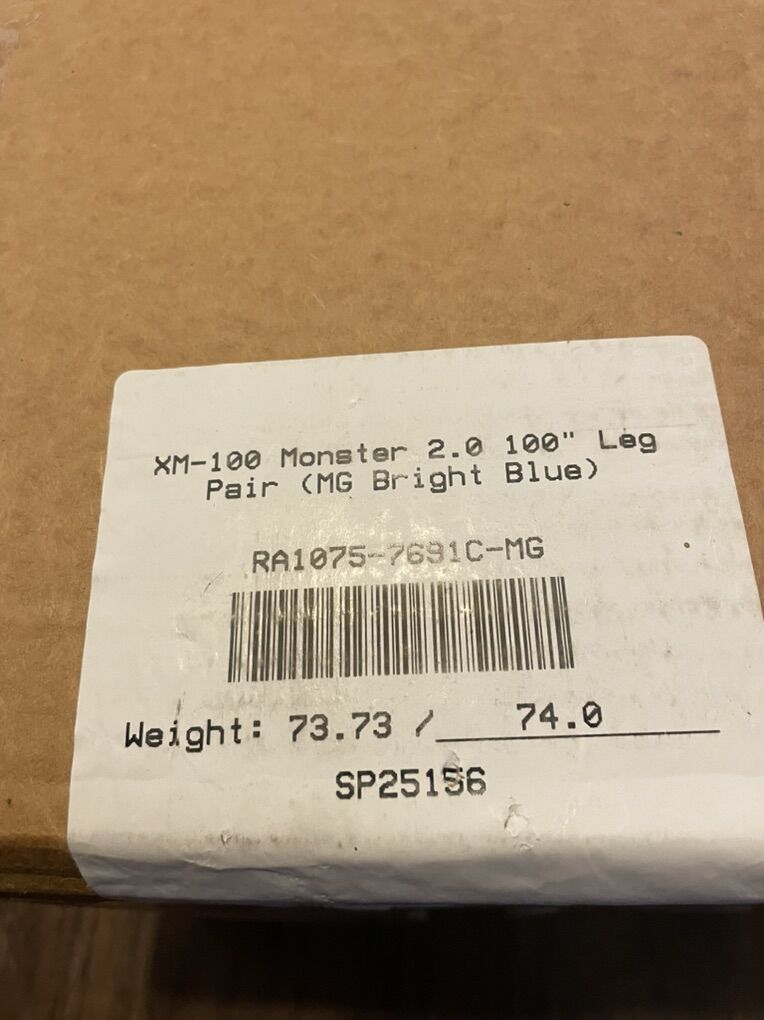 XM-100 Monster 2.0 100" Leg
Pair (MG Bright Blue)
RA1075-7691C-MG
Weight: 73.73 / 74.0
SP25156